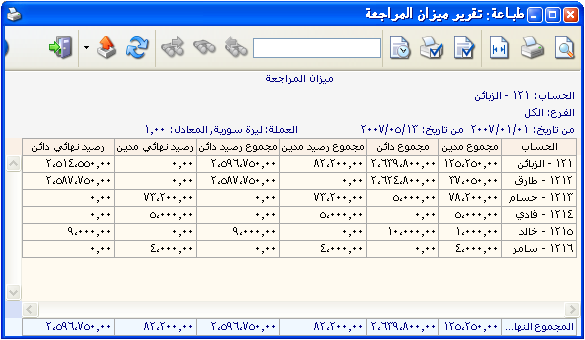 طباعة: تقرير ميزان المراجعة
ميزان المراجعة
الحساب: ١٢١ - الزبائن
الفرع: الكل
من تاريخ: ٢٠٠٧/٠١/٠١ من تاريخ: ٢٠٠٧/٠٥/١٣ العملة: ليرة سورية, المعادل: ١,٠٠
الحساب مجموع مدين مجموع دائن مجموع رصيد مدين مجموع رصيد دائن رصيد نهائي مدين رصيد نهائي دائن
١٢١ - الزبائن ١٢٥,٢٥٠,٠٠ ٢,٦٣٩,٨٠٠,٠٠ ٨٢,٢٠٠,٠٠ ٢,٥٩٦,٧٥٠,٠٠ ٠,٠٠ ٢,٥١٤,٥٥٠,٠٠
١٢١٢ - طارق ٣٧,٠٥٠,٠٠ ٢,٦٢٤,٨٠٠,٠٠ ٠,٠٠ ٢,٥٨٧,٧٥٠,٠٠ ٠,٠٠ ٢,٥٨٧,٧٥٠,٠٠
١٢١٣ - حسام ٧٨,٢٠٠,٠٠ ٥,٠٠٠,٠٠ ٧٣,٢٠٠,٠٠ ٠,٠٠ ٧٣,٢٠٠,٠٠ ٠,٠٠
١٢١٤ - فادي ٥,٠٠٠,٠٠ ٠,٠٠ ٥,٠٠٠,٠٠ ٠,٠٠ ٥,٠٠٠,٠٠ ٠,٠٠
١٢١٥ - خالد ١,٠٠٠,٠٠ ١٠,٠٠٠,٠٠ ٠,٠٠ ٩,٠٠٠,٠٠ ٠,٠٠ ٩,٠٠٠,٠٠
١٢١٦ - سامر ٤,٠٠٠,٠٠ ٠,٠٠ ٤,٠٠٠,٠٠ ٠,٠٠ ٤,٠٠٠,٠٠ ٠,٠٠
المجموع النها... ١٢٥,٢٥٠,٠٠ ٢,٦٣٩,٨٠٠,٠٠ ٨٢,٢٠٠,٠٠ ٢,٥٩٦,٧٥٠,٠٠ ٨٢,٢٠٠,٠٠ ٢,٥٩٦,٧٥٠,٠٠